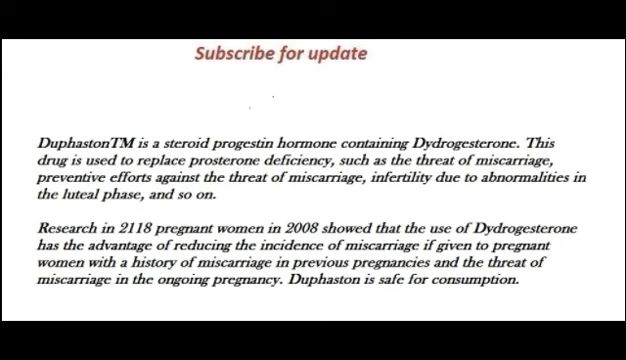 Subscribe for update
DuphastonTM is a steroid progestin hormone containing Dydrogesterone. This
drug is used to replace prosterone deficiency, such as the threat of miscarriage,
preventive efforts against the threat of miscarriage, infertility due to abnormalities in
the luteal phase, and so on.
Research in 2118 pregnant women in 2008 showed that the use of Dydrogesterone
has the advantage of reducing the incidence of miscarriage if given to pregnant
women with a history of miscarriage in previous pregnancies and the threat of
miscarriage in the ongoing pregnancy. Duphaston is safe for consumption.